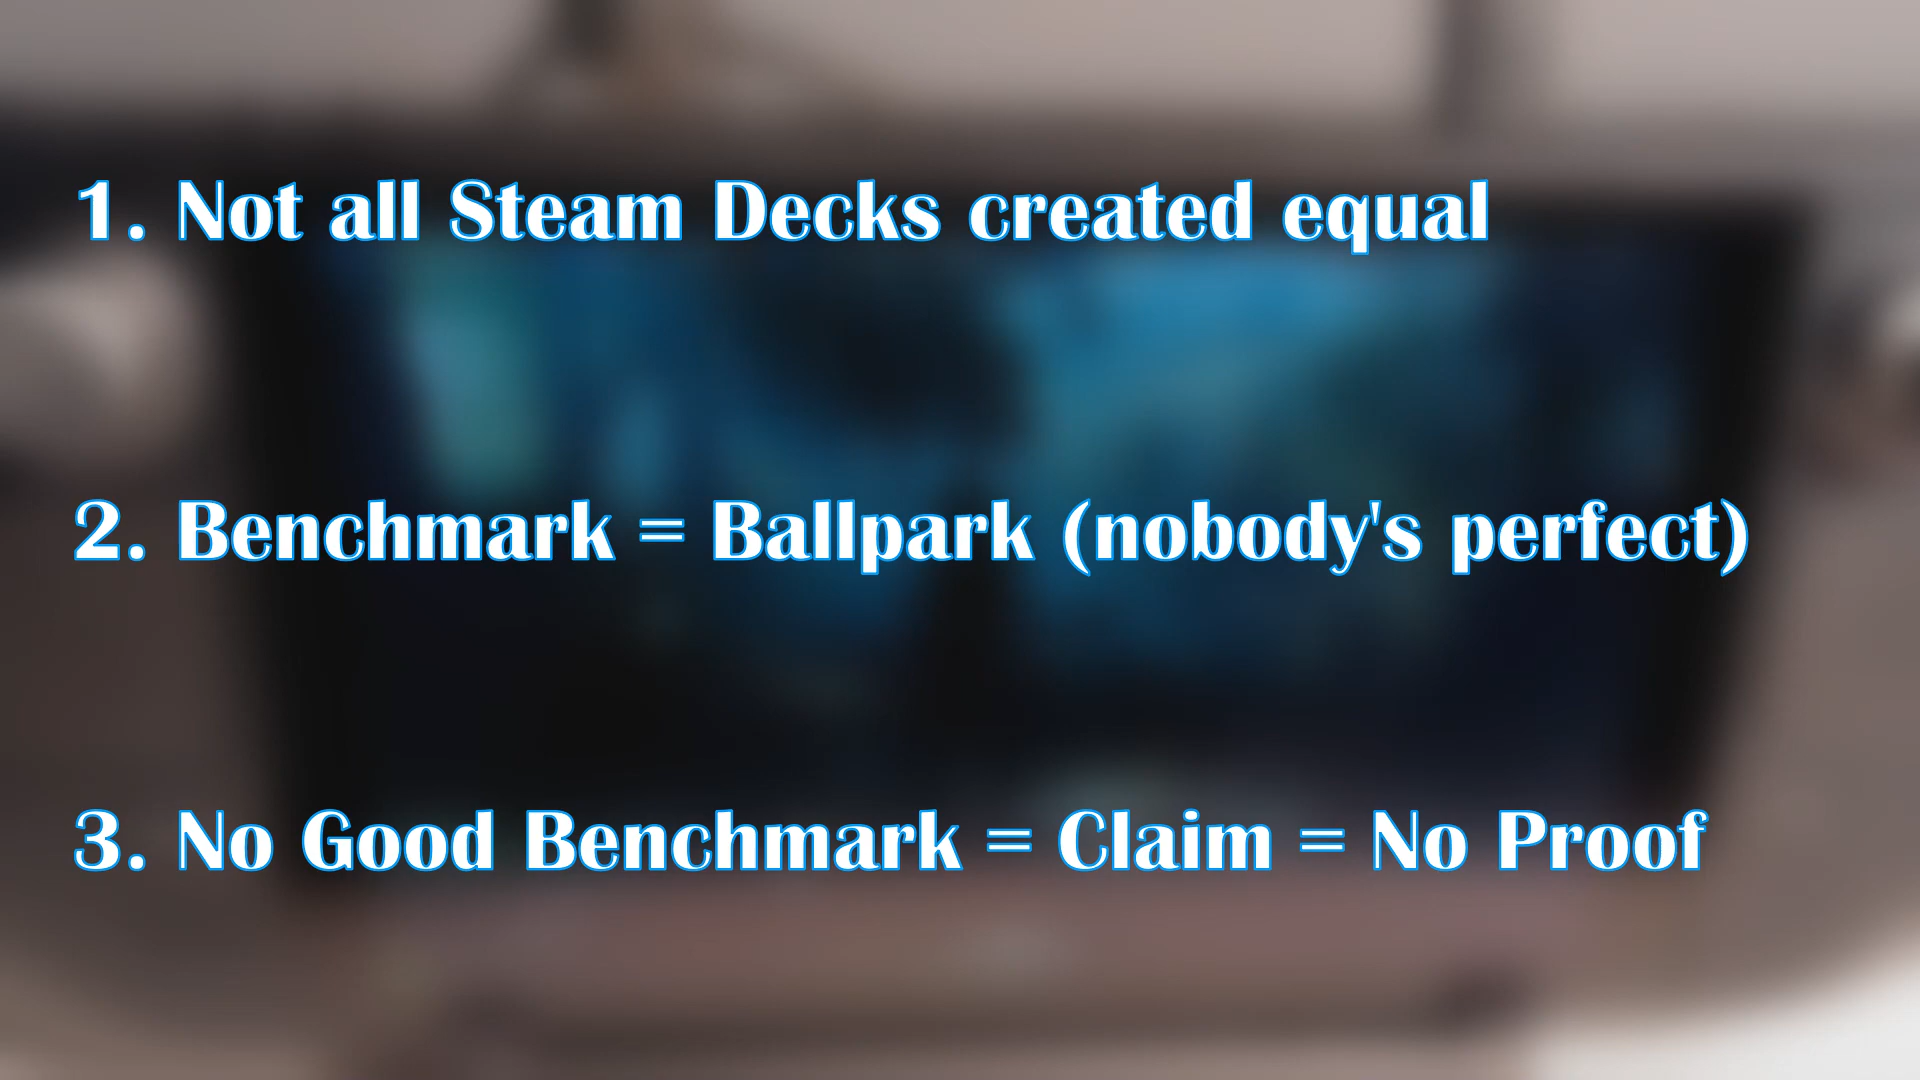 1. Not all Steam Decks created equal
2. Benchmark = Ballpark (nobody's perfect)
3. No Good Benchmark = Claim = No Proof